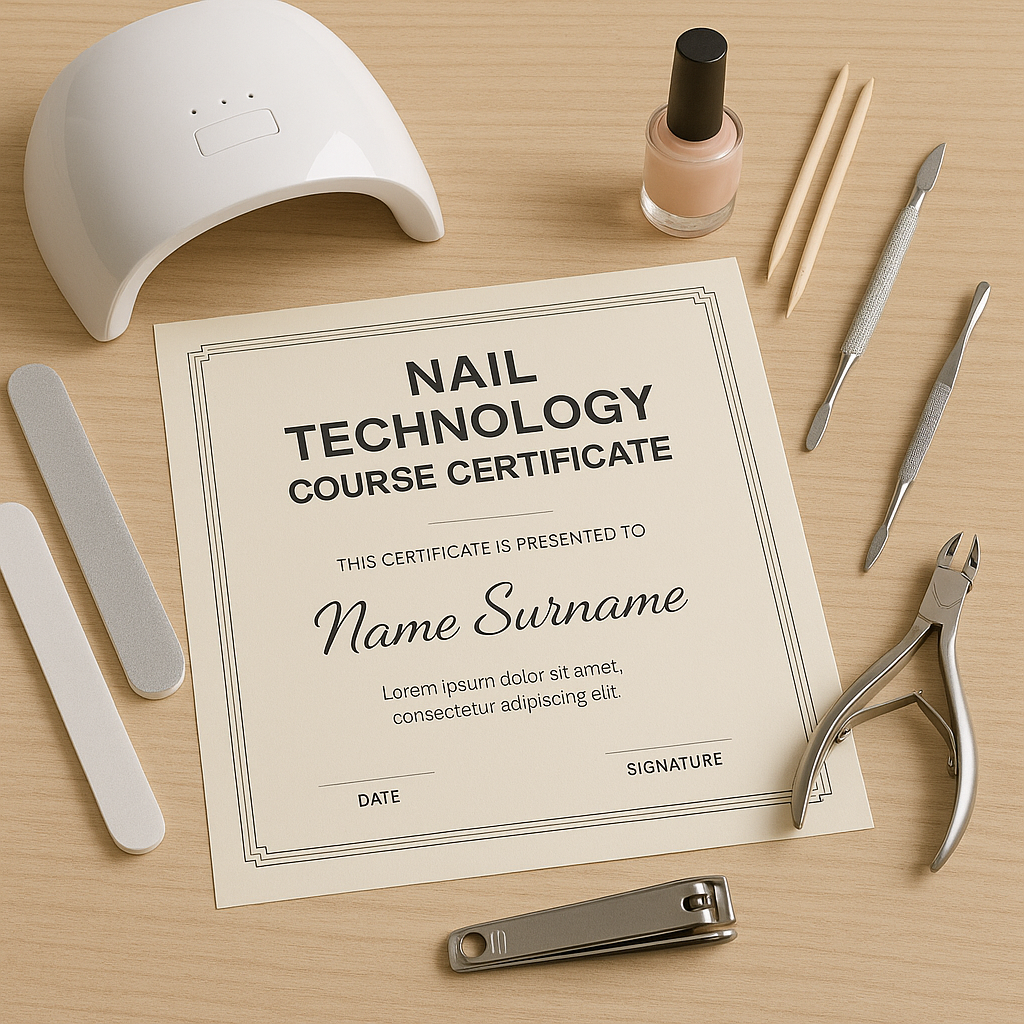 NAIL
TECHNOLOGY
COURSE CERTIFICATE
THIS CERTIFICATE IS PRESENTED TO
Name Surname
Lorem ipsurn dolor sit amet,
consectetur adipiscing elit.
DATE
SIGNATURE